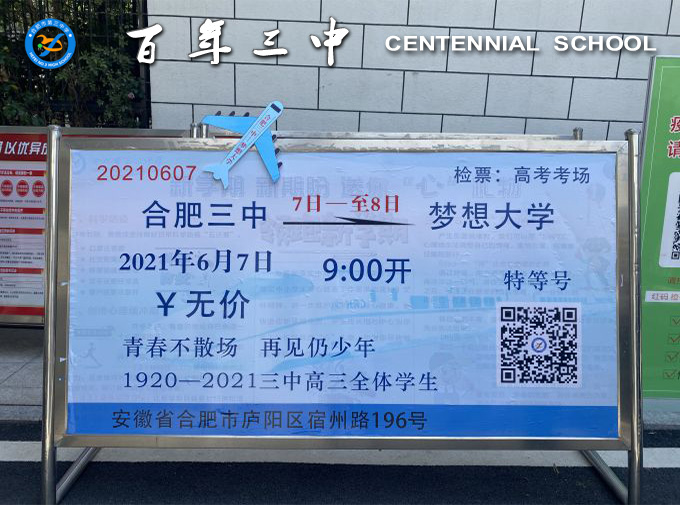 百年三中 CENTENNIAL SCHOOL
20210607
检票：高考考场
合肥三中 7日—至8日 梦想大学
2021年6月7日 9:00开
特等号
￥无价
青春不散场 再见仍少年
1920—2021三中高三全体学生
安徽省合肥市庐阳区宿州路196号